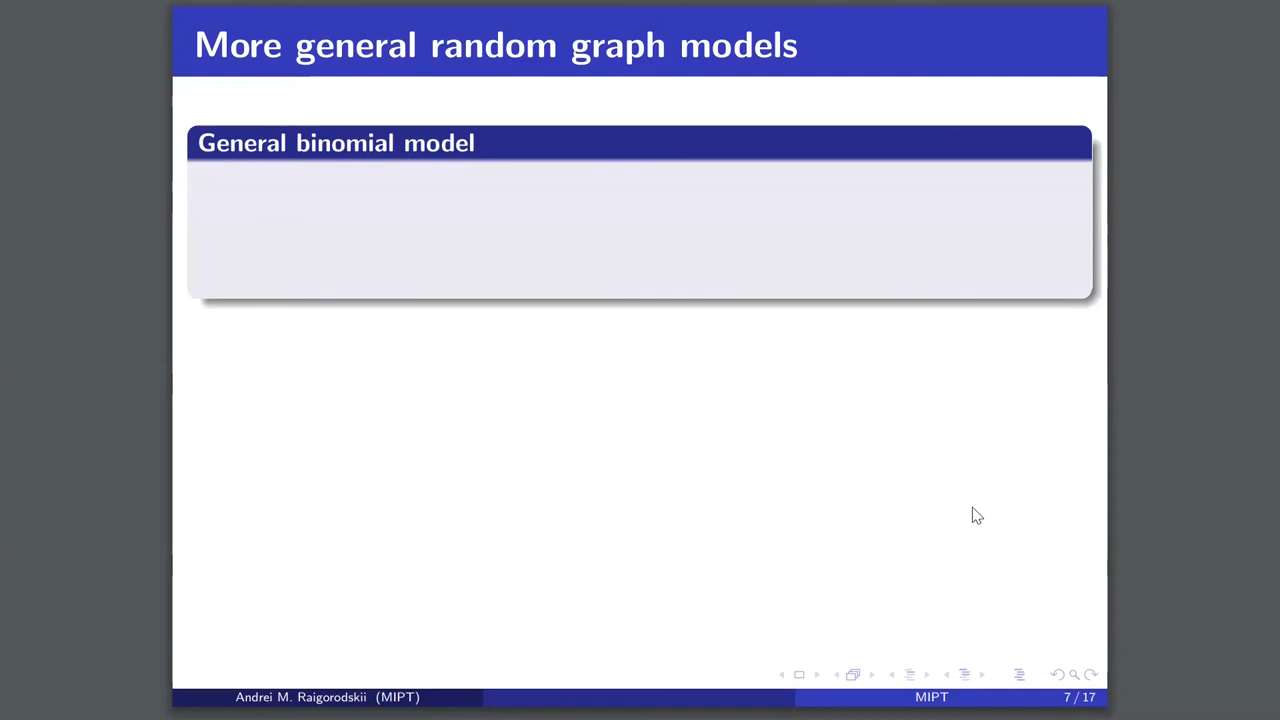 More general random graph models
General binomial model
Andrei M. Raigorodskii (MIPT)
MIPT
7 / 17